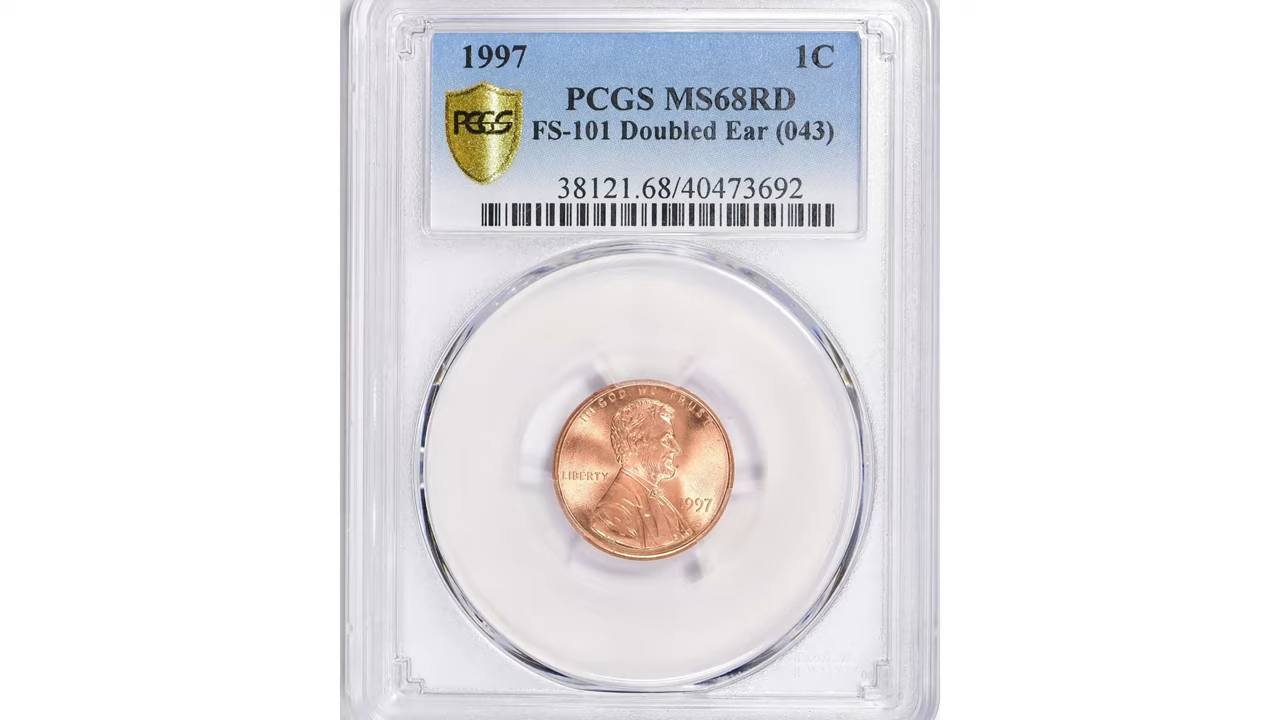 1997 1C
PCGS MS68RD
PCGS FS-101 Doubled Ear (043)
38121.68/40473692
IN GOD WE TRUST
LIBERTY
1997